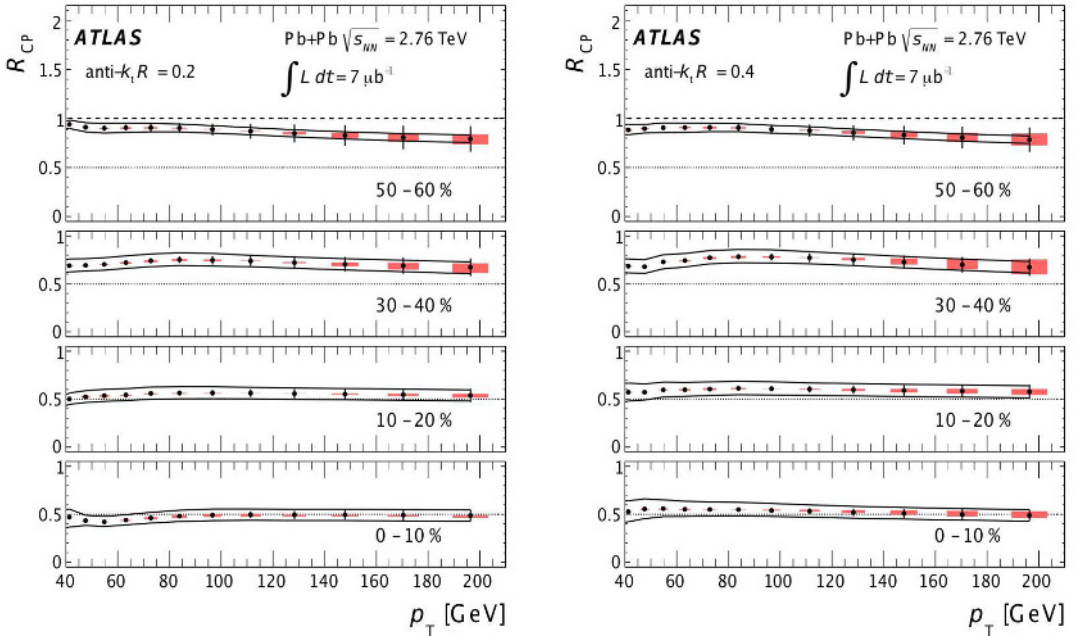 R_CP
2
ATLAS
Pb+Pb √s_NN = 2.76 TeV
1.5
anti-k_t R = 0.2
∫ L dt = 7 μb⁻¹
1
0.5
50 – 60 %
0
1
0.5
30 – 40 %
0
1
0.5
10 – 20 %
0
1
0.5
0 – 10 %
0
40 60 80 100 120 140 160 180 200
p_T [GeV]
R_CP
2
ATLAS
Pb+Pb √s_NN = 2.76 TeV
1.5
anti-k_t R = 0.4
∫ L dt = 7 μb⁻¹
1
0.5
50 – 60 %
0
1
0.5
30 – 40 %
0
1
0.5
10 – 20 %
0
1
0.5
0 – 10 %
0
40 60 80 100 120 140 160 180 200
p_T [GeV]